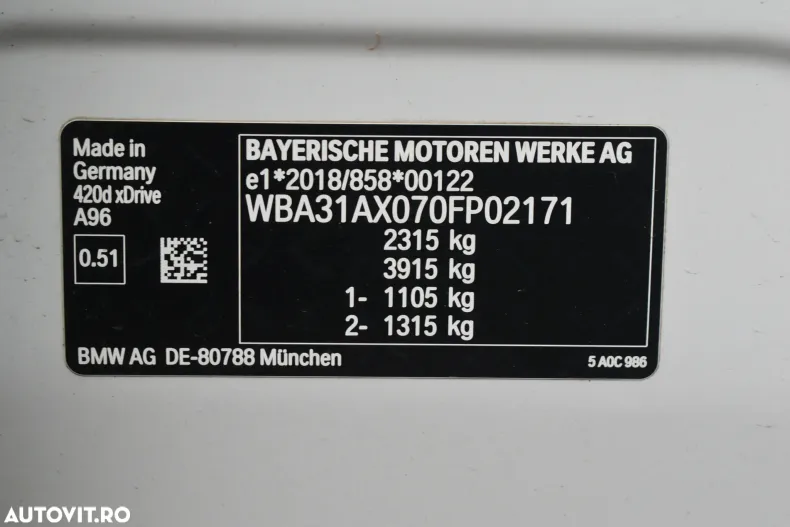 Made in
Germany
420d xDrive
A96
0.51
BAYERISCHE MOTOREN WERKE AG
e1*2018/858*00122
WBA31AX070FP02171
2315 kg
3915 kg
1- 1105 kg
2- 1315 kg
BMW AG DE-80788 München
5 A0C 986
AUTOVIT.RO